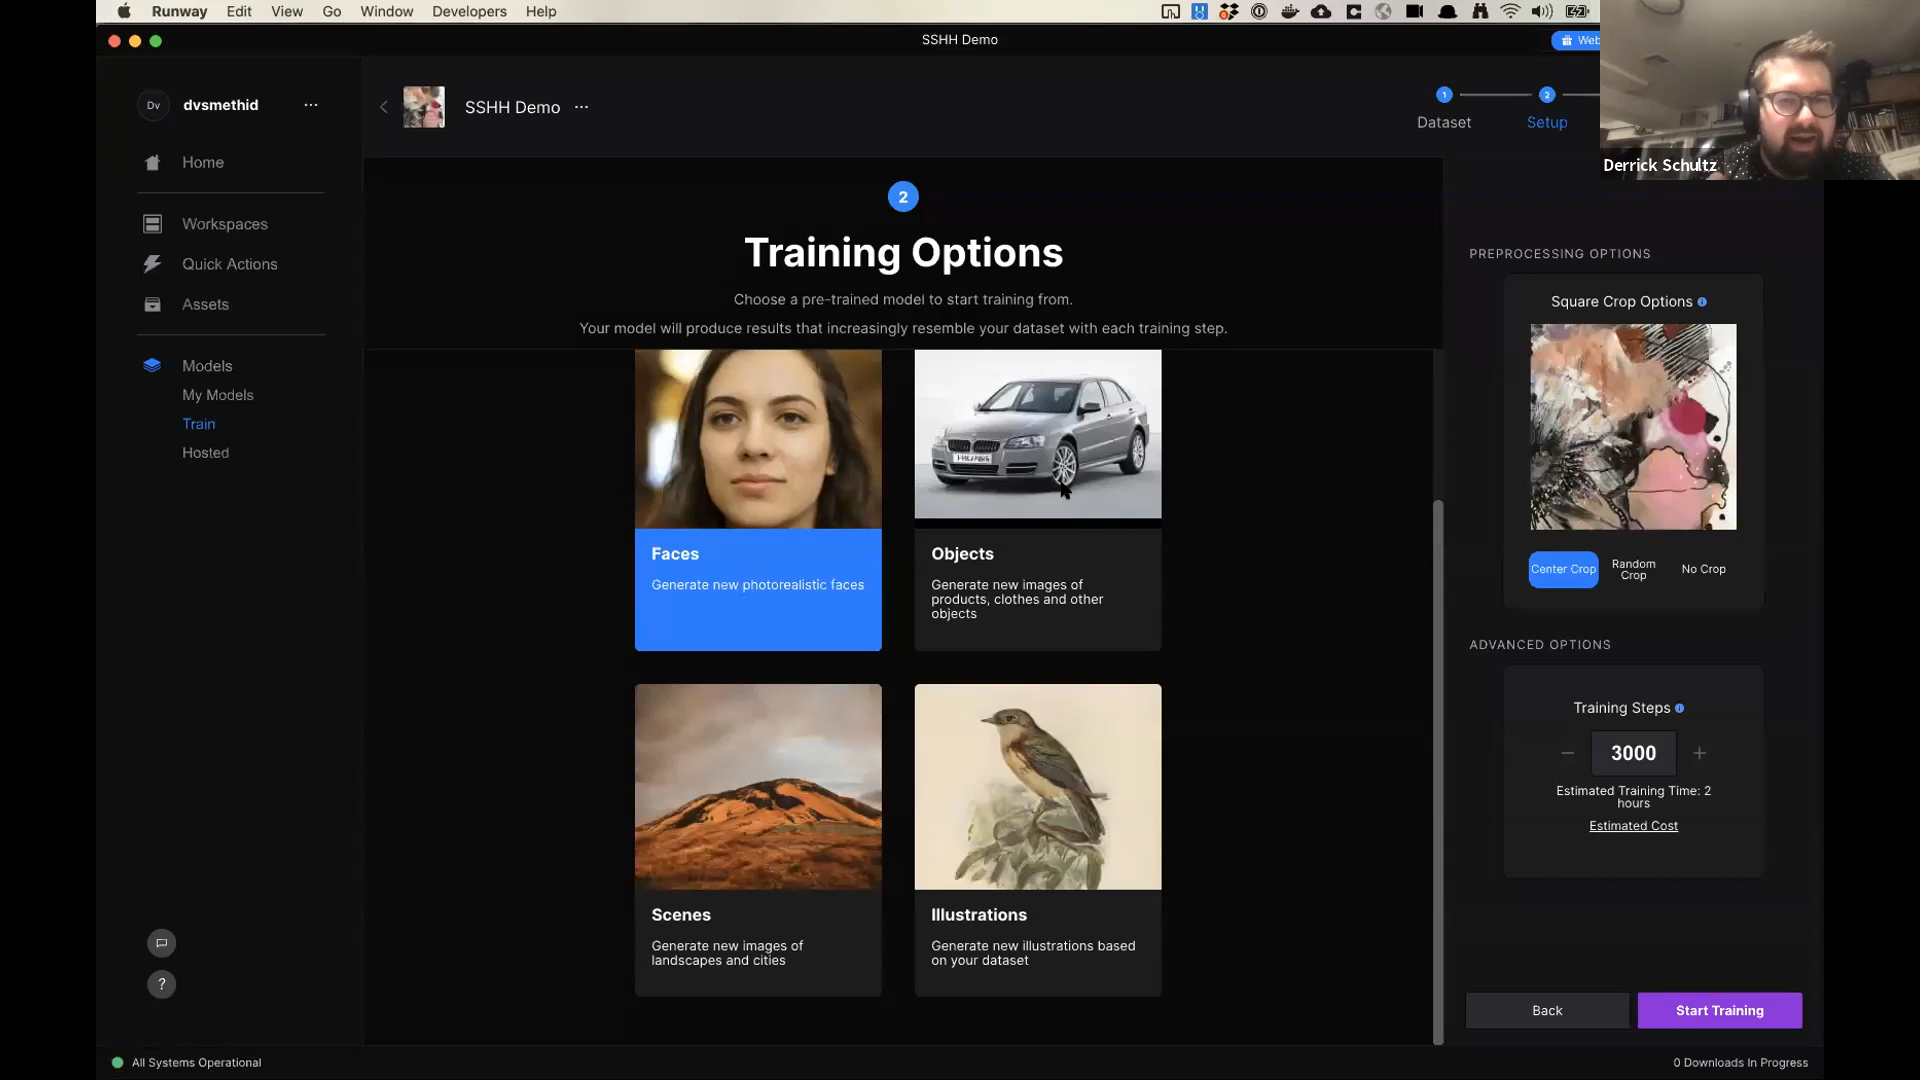 Runway Edit View Go Window Developers Help
SSHH Demo
Web
Dv dvsmethid ...
Home
Workspaces
Quick Actions
Assets
Models
My Models
Train
Hosted
SSHH Demo ...
1 2
Dataset Setup
Derrick Schultz
2
Training Options
Choose a pre-trained model to start training from.
Your model will produce results that increasingly resemble your dataset with each training step.
Faces
Generate new photorealistic faces
Objects
Generate new images of
products, clothes and other
objects
Scenes
Generate new images of
landscapes and cities
Illustrations
Generate new illustrations based
on your dataset
PREPROCESSING OPTIONS
Square Crop Options
Center Crop
Random
Crop
No Crop
ADVANCED OPTIONS
Training Steps
− 3000 +
Estimated Training Time: 2
hours
Estimated Cost
Back
Start Training
?
All Systems Operational
0 Downloads In Progress